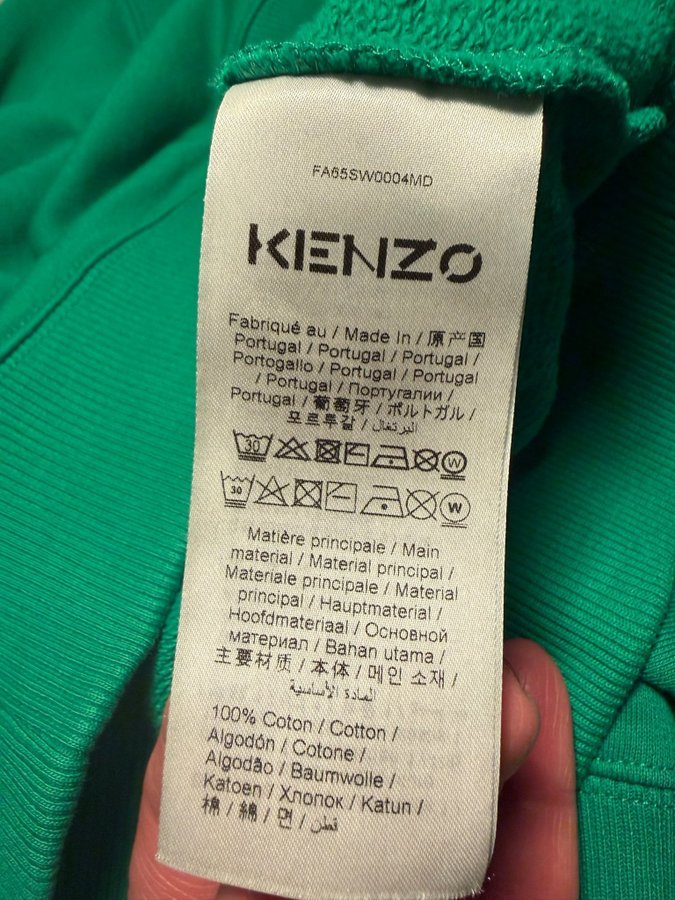 FA65SW0004MD
KENZO
Fabriqué au / Made In / 原产国
Portugal / Portugal / Portugal /
Portogallo / Portugal / Portugal
/ Portugal / Португалии /
Portugal / 葡萄牙 / ポルトガル /
포르투갈 / البرتغال
30 W
30 W
Matière principale / Main
material / Material principal /
Materiale principale / Material
principal / Hauptmaterial /
Hoofdmateriaal / Основной
материал / Bahan utama /
主要材质 / 本体 / 메인 소재 /
المادة الأساسية
100% Coton / Cotton /
Algodón / Cotone /
Algodão / Baumwolle /
Katoen / Хлопок / Katun /
棉 / 綿 / 면 / قطن